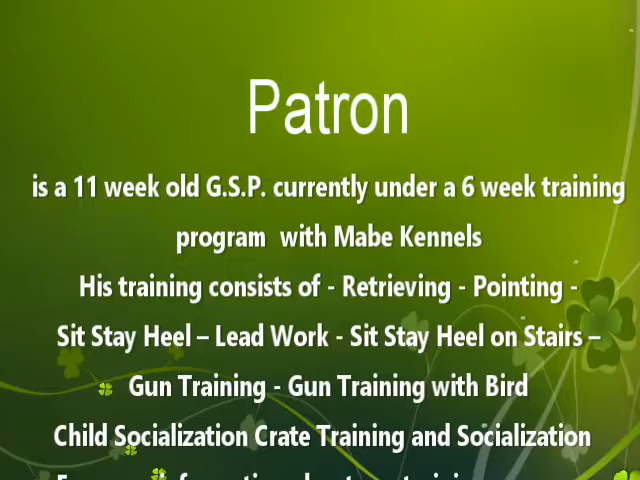 Patron
is a 11 week old G.S.P. currently under a 6 week training
program with Mabe Kennels
His training consists of - Retrieving - Pointing -
Sit Stay Heel – Lead Work - Sit Stay Heel on Stairs –
Gun Training - Gun Training with Bird
Child Socialization Crate Training and Socialization